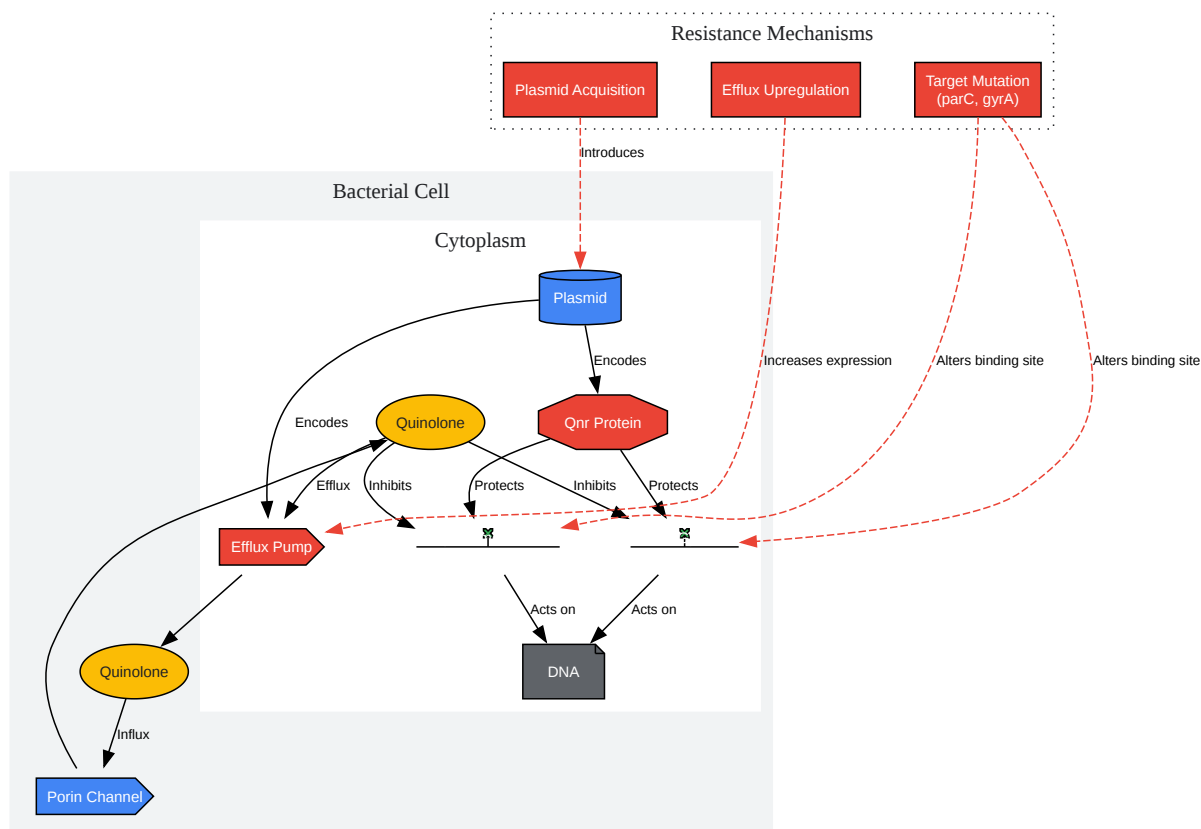 Resistance Mechanisms
Plasmid Acquisition
Efflux Upregulation
Target Mutation
(parC, gyrA)
Introduces
Bacterial Cell
Cytoplasm
Plasmid
Encodes
Increases expression
Alters binding site
Alters binding site
Encodes
Quinolone
Qnr Protein
Efflux
Inhibits
Protects
Inhibits
Protects
Efflux Pump
Acts on
Acts on
Quinolone
DNA
Influx
Porin Channel